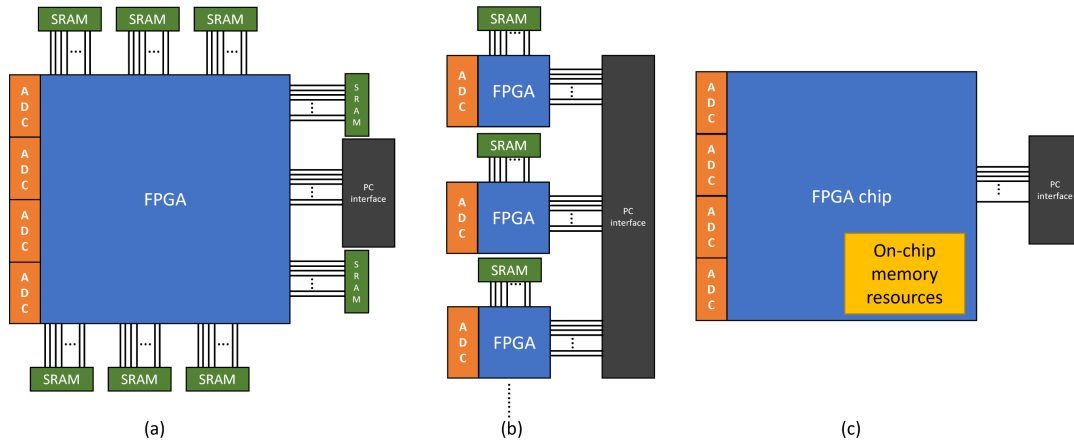 SRAM
SRAM
SRAM
ADC
ADC
ADC
ADC
FPGA
SRAM
PC
interface
SRAM
SRAM
SRAM
SRAM
(a)
SRAM
ADC
FPGA
SRAM
ADC
FPGA
PC
interface
SRAM
ADC
FPGA
(b)
ADC
ADC
ADC
ADC
FPGA chip
On-chip
memory
resources
PC
interface
(c)